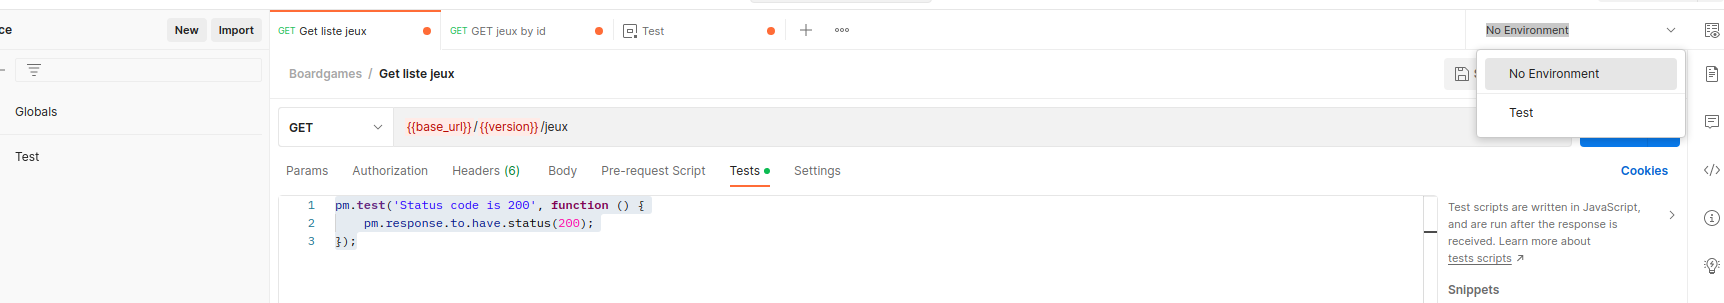 ce
New
Import
GET Get liste jeux
GET GET jeux by id
Test
No Environment
Boardgames / Get liste jeux
No Environment
Test
Globals
Test
GET
{{base_url}}/{{version}}/jeux
Params
Authorization
Headers (6)
Body
Pre-request Script
Tests
Settings
Cookies
1 pm.test('Status code is 200', function () {
2 pm.response.to.have.status(200);
3 });
Test scripts are written in JavaScript,
and are run after the response is
received. Learn more about
tests scripts ↗
Snippets